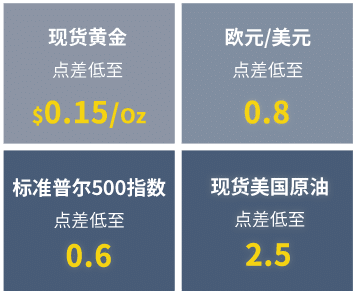 现货黄金
点差低至
$0.15/Oz
欧元/美元
点差低至
0.8
标准普尔500指数
点差低至
0.6
现货美国原油
点差低至
2.5